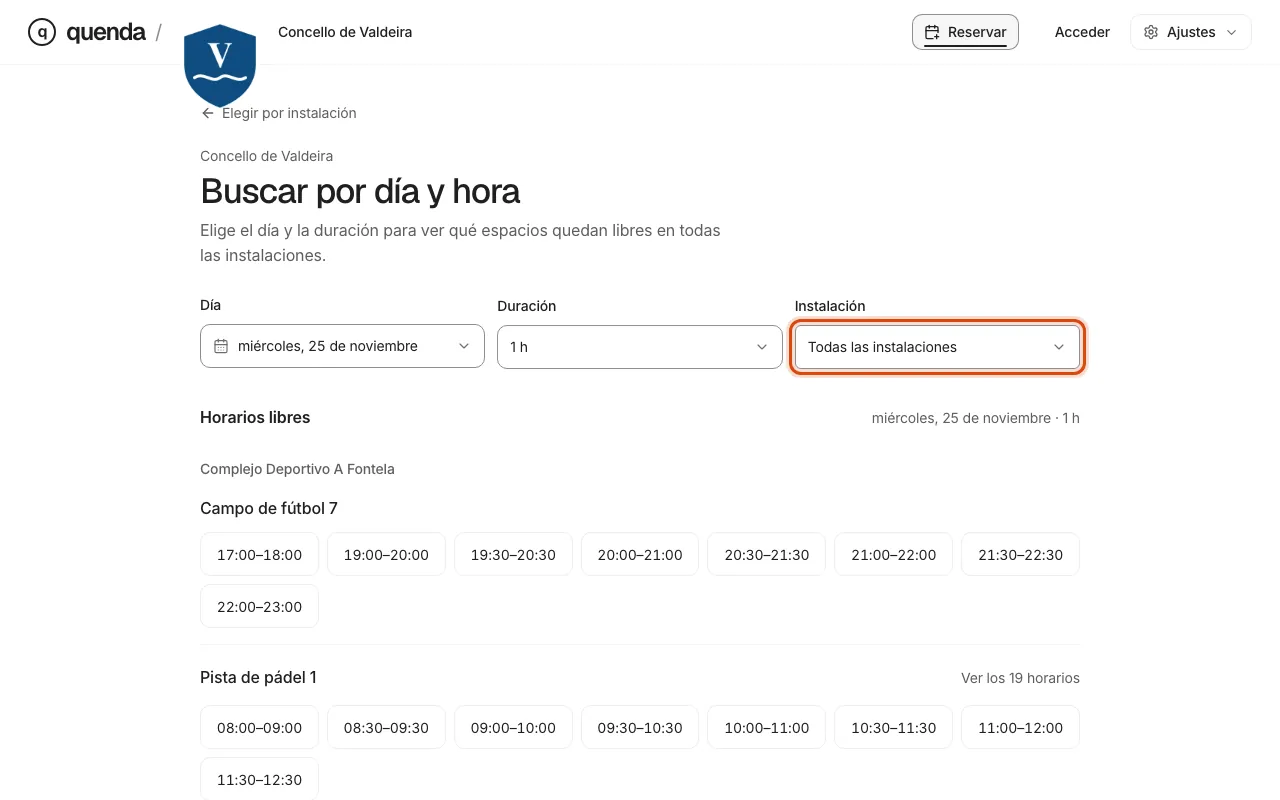 q quenda / V Concello de Valdeira Reservar Acceder Ajustes
Elegir por instalación
Concello de Valdeira
Buscar por día y hora
Elige el día y la duración para ver qué espacios quedan libres en todas
las instalaciones.
Día Duración Instalación
miércoles, 25 de noviembre 1 h Todas las instalaciones
Horarios libres miércoles, 25 de noviembre · 1 h
Complejo Deportivo A Fontela
Campo de fútbol 7
17:00–18:00 19:00–20:00 19:30–20:30 20:00–21:00 20:30–21:30 21:00–22:00 21:30–22:30
22:00–23:00
Pista de pádel 1 Ver los 19 horarios
08:00–09:00 08:30–09:30 09:00–10:00 09:30–10:30 10:00–11:00 10:30–11:30 11:00–12:00
11:30–12:30